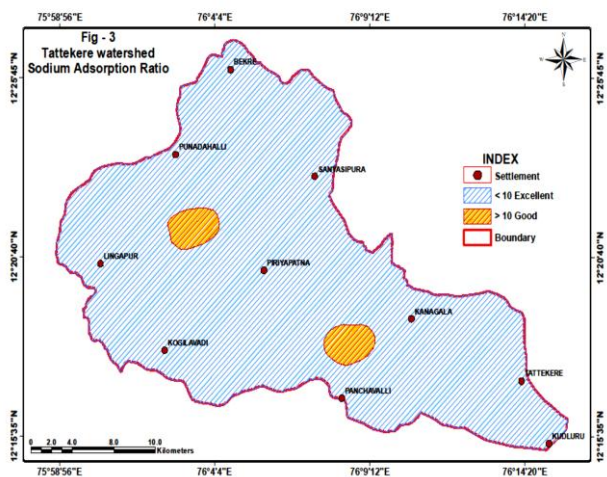 75°58'56"E 76°4'4"E 76°9'12"E 76°14'20"E
Fig - 3
Tattekere watershed
Sodium Adsorption Ratio
12°25'45"N
12°25'45"N
BEKRE
PUNADAHALLI
SANYASIPURA
INDEX
Settlement
< 10 Excellent
> 10 Good
Boundary
12°20'40"N
12°20'40"N
LINGAPUR
PIRIYAPATNA
KANAGALA
KOGILAVADI
TATTEKERE
PANCHAVALLI
KUDLURU
12°15'35"N
12°15'35"N
0 2.0 4.0 6.0 8.0 10.0
Kilometers
75°58'56"E 76°4'4"E 76°9'12"E 76°14'20"E